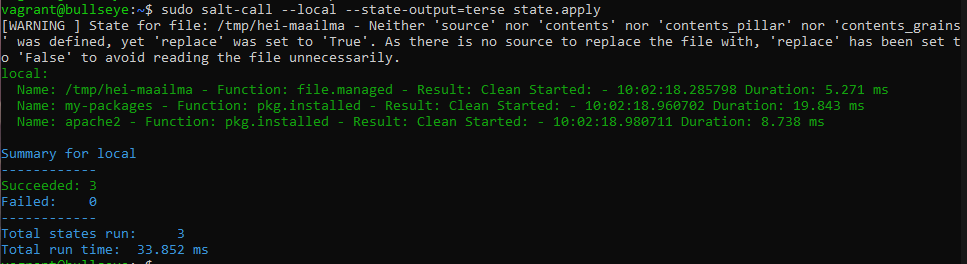 vagrant@bullseye:~$ sudo salt-call --local --state-output=terse state.apply
[WARNING ] State for file: /tmp/hei-maailma - Neither 'source' nor 'contents' nor 'contents_pillar' nor 'contents_grains
' was defined, yet 'replace' was set to 'True'. As there is no source to replace the file with, 'replace' has been set t
o 'False' to avoid reading the file unnecessarily.
local:
  Name: /tmp/hei-maailma - Function: file.managed - Result: Clean Started: - 10:02:18.285798 Duration: 5.271 ms
  Name: my-packages - Function: pkg.installed - Result: Clean Started: - 10:02:18.960702 Duration: 19.843 ms
  Name: apache2 - Function: pkg.installed - Result: Clean Started: - 10:02:18.980711 Duration: 8.738 ms
Summary for local
------------
Succeeded: 3
Failed:    0
------------
Total states run:     3
Total run time:  33.852 ms
vagrant@bullseye:~$